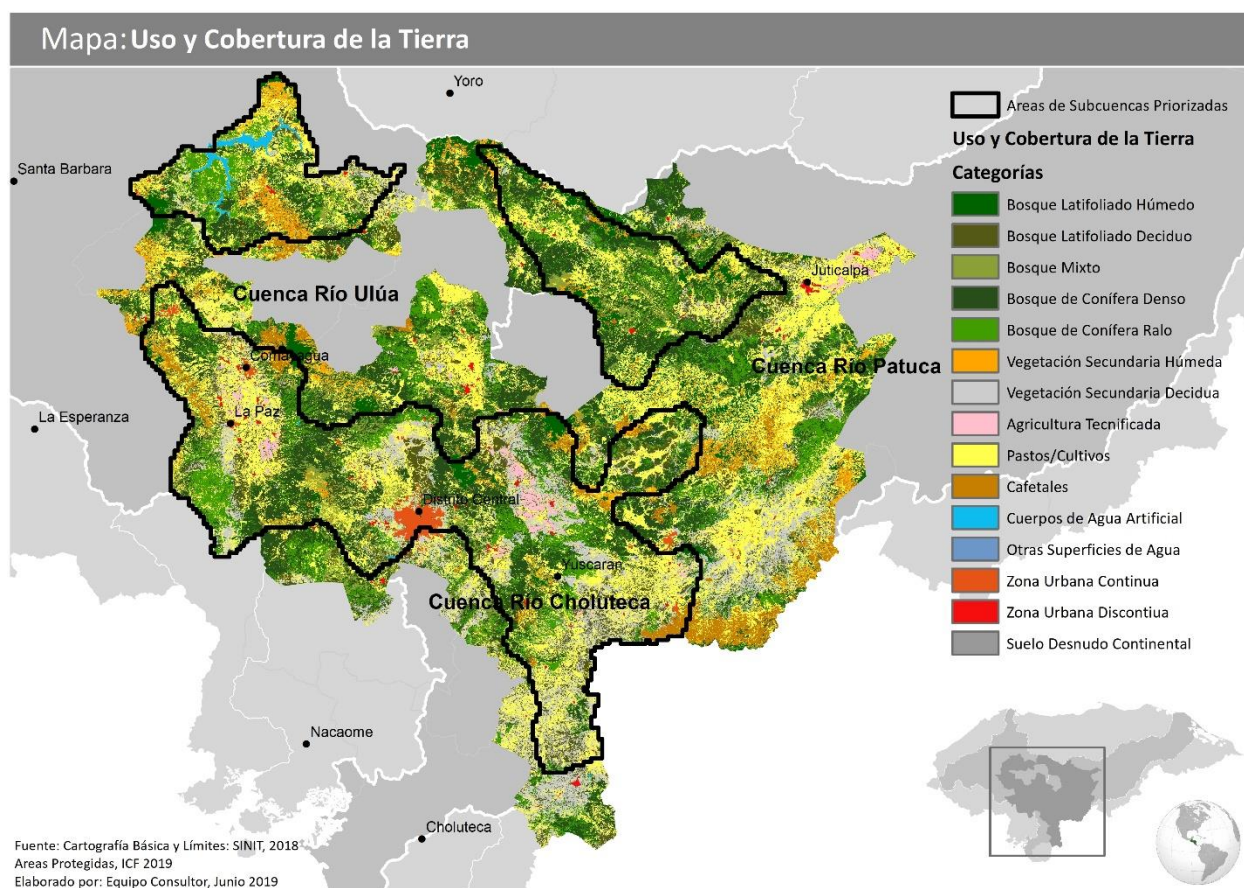 Mapa: Uso y Cobertura de la Tierra
Yoro
Santa Barbara
Juticalpa
Cuenca Río Ulúa
Comayagua
Cuenca Río Patuca
La Esperanza
La Paz
Distrito Central
Yuscaran
Cuenca Río Choluteca
Nacaome
Choluteca
Areas de Subcuencas Priorizadas
Uso y Cobertura de la Tierra
Categorías
Bosque Latifoliado Húmedo
Bosque Latifoliado Deciduo
Bosque Mixto
Bosque de Conífera Denso
Bosque de Conífera Ralo
Vegetación Secundaria Húmeda
Vegetación Secundaria Decidua
Agricultura Tecnificada
Pastos/Cultivos
Cafetales
Cuerpos de Agua Artificial
Otras Superficies de Agua
Zona Urbana Continua
Zona Urbana Discontiua
Suelo Desnudo Continental
Fuente: Cartografía Básica y Límites: SINIT, 2018
Areas Protegidas, ICF 2019
Elaborado por: Equipo Consultor, Junio 2019